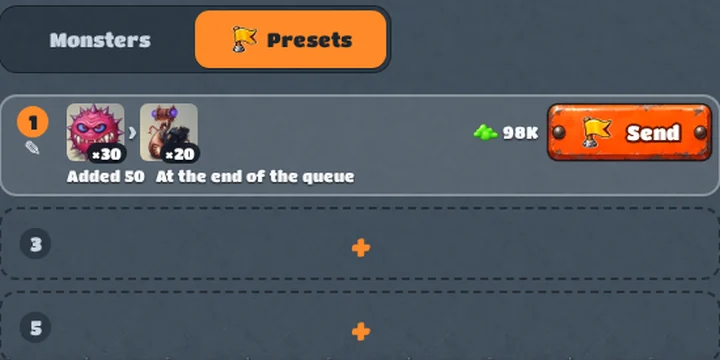 Monsters Presets
1 ×30 ×20 98K Send
Added 50 At the end of the queue
3
5